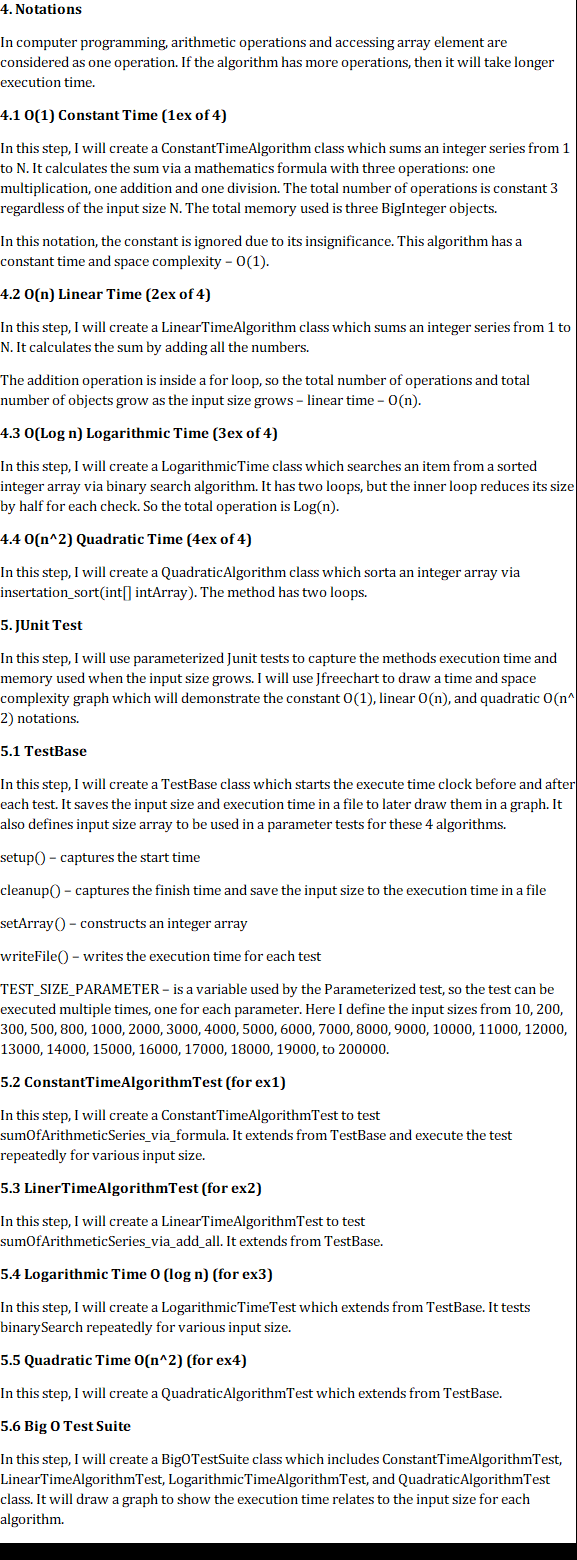 4. Notations
In computer programming, arithmetic operations and accessing array element are
considered as one operation. If the algorithm has more operations, then it will take longer
execution time.
4.1 O(1) Constant Time (1ex of 4)
In this step, I will create a ConstantTimeAlgorithm class which sums an integer series from 1
to N. It calculates the sum via a mathematics formula with three operations: one
multiplication, one addition and one division. The total number of operations is constant 3
regardless of the input size N. The total memory used is three BigInteger objects.
In this notation, the constant is ignored due to its insignificance. This algorithm has a
constant time and space complexity – O(1).
4.2 O(n) Linear Time (2ex of 4)
In this step, I will create a LinearTimeAlgorithm class which sums an integer series from 1 to
N. It calculates the sum by adding all the numbers.
The addition operation is inside a for loop, so the total number of operations and total
number of objects grow as the input size grows – linear time – O(n).
4.3 O(Log n) Logarithmic Time (3ex of 4)
In this step, I will create a LogarithmicTime class which searches an item from a sorted
integer array via binary search algorithm. It has two loops, but the inner loop reduces its size
by half for each check. So the total operation is Log(n).
4.4 O(n^2) Quadratic Time (4ex of 4)
In this step, I will create a QuadraticAlgorithm class which sorta an integer array via
insertation_sort(int[] intArray). The method has two loops.
5. JUnit Test
In this step, I will use parameterized Junit tests to capture the methods execution time and
memory used when the input size grows. I will use Jfreechart to draw a time and space
complexity graph which will demonstrate the constant O(1), linear O(n), and quadratic O(n^
2) notations.
5.1 TestBase
In this step, I will create a TestBase class which starts the execute time clock before and after
each test. It saves the input size and execution time in a file to later draw them in a graph. It
also defines input size array to be used in a parameter tests for these 4 algorithms.
setup() – captures the start time
cleanup() – captures the finish time and save the input size to the execution time in a file
setArray() – constructs an integer array
writeFile() – writes the execution time for each test
TEST_SIZE_PARAMETER – is a variable used by the Parameterized test, so the test can be
executed multiple times, one for each parameter. Here I define the input sizes from 10, 200,
300, 500, 800, 1000, 2000, 3000, 4000, 5000, 6000, 7000, 8000, 9000, 10000, 11000, 12000,
13000, 14000, 15000, 16000, 17000, 18000, 19000, to 200000.
5.2 ConstantTimeAlgorithmTest (for ex1)
In this step, I will create a ConstantTimeAlgorithmTest to test
sumOfArithmeticSeries_via_formula. It extends from TestBase and execute the test
repeatedly for various input size.
5.3 LinerTimeAlgorithmTest (for ex2)
In this step, I will create a LinearTimeAlgorithmTest to test
sumOfArithmeticSeries_via_add_all. It extends from TestBase.
5.4 Logarithmic Time O (log n) (for ex3)
In this step, I will create a LogarithmicTimeTest which extends from TestBase. It tests
binarySearch repeatedly for various input size.
5.5 Quadratic Time O(n^2) (for ex4)
In this step, I will create a QuadraticAlgorithmTest which extends from TestBase.
5.6 Big O Test Suite
In this step, I will create a BigOTestSuite class which includes ConstantTimeAlgorithmTest,
LinearTimeAlgorithmTest, LogarithmicTimeAlgorithmTest, and QuadraticAlgorithmTest
class. It will draw a graph to show the execution time relates to the input size for each
algorithm.